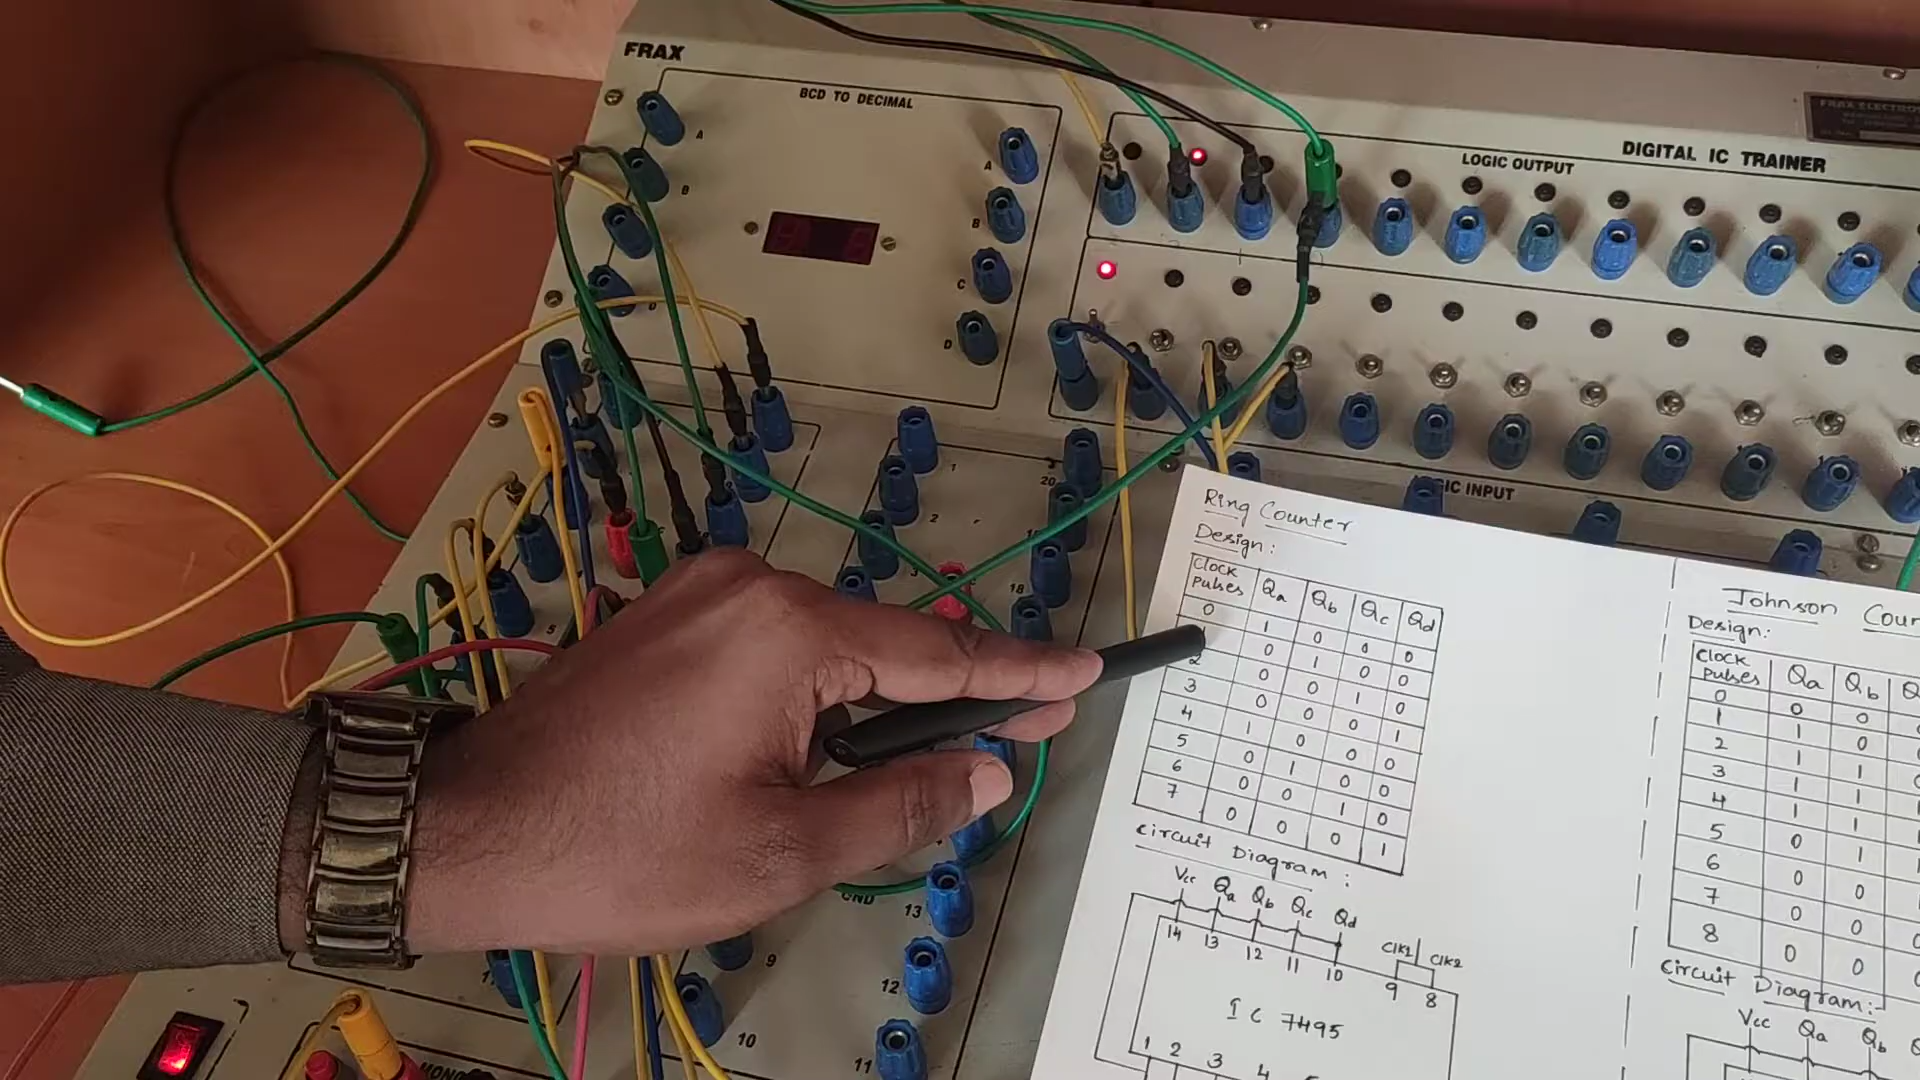 FRAX
BCD TO DECIMAL
A
B
A
B
C
D
LOGIC OUTPUT
DIGITAL IC TRAINER
FRAX
1
2
3
20
18
5
GND
13
12
11
9
10
Ring Counter
Design:
Clock Pulses Qa Qb Qc Qd
0 1 0 0 0
0 1 0 0
2 0 0 1 0
3 0 0 0 1
4 1 0 0 0
5 0 1 0 0
6 0 0 1 0
7 0 0 0 1
Circuit Diagram:
Vcc Qa Qb Qc Qd
14 13 12 11 10
Clk1 Clk2
9 8
IC 7495
1 2 3 4
Johnson
Design:
Clock Pulses Qa Qb
0 0 0
1 1 0
2 1 1
3 1 1
4 1 1
5 0 1
6 0 0
7 0 0
8 0 0
Circuit Diagram:-
Vcc Qa Qb